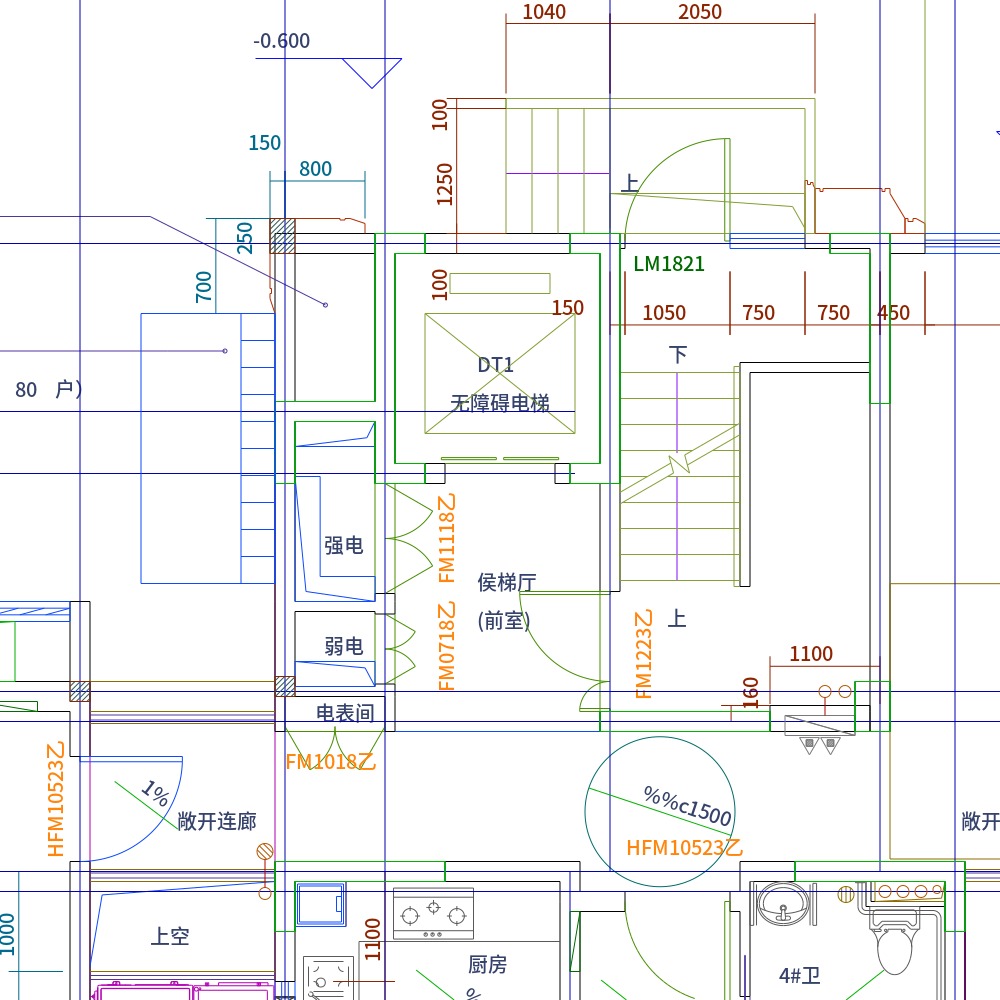 1040
2050
-0.600
100
150
800
1250
上
250
LM1821
700
100
150
1050
750
750
450
下
DT1
80 户)
无障碍电梯
FM1118乙
强电
侯梯厅
(前室)
上
FM0718乙
FM1223乙
弱电
1100
160
电表间
FM1018乙
HFM10523乙
1%
敞开连廊
%%c1500
敞开
HFM10523乙
1000
上空
1100
厨房
4#卫
%